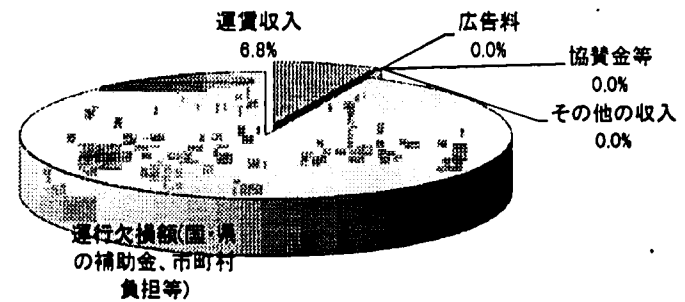 運賃収入
6.8%
広告料
0.0%
協賛金等
0.0%
その他の収入
0.0%
運行欠損額(国・県
の補助金、市町村
負担等)